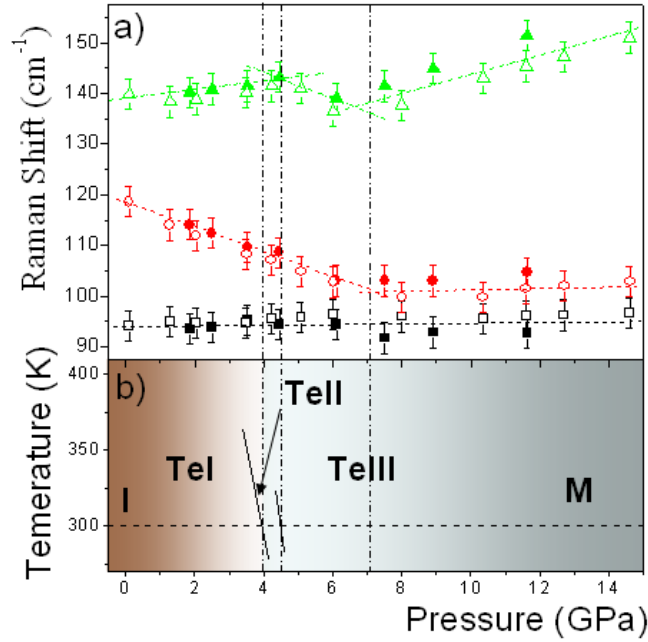 a)
Raman Shift (cm⁻¹)
150
140
130
120
110
100
90
b)
Temerature (K)
400
350
300
TeII
TeI
TeIII
I
M
0
2
4
6
8
10
12
14
Pressure (GPa)